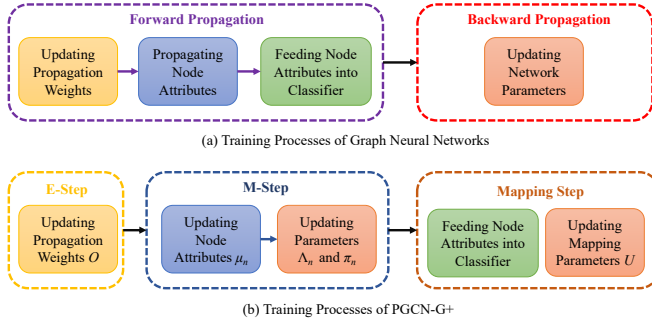 Forward Propagation
Backward Propagation
Updating
Propagation
Weights
Propagating
Node
Attributes
Feeding Node
Attributes into
Classifier
Updating
Network
Parameters
(a) Training Processes of Graph Neural Networks
E-Step
M-Step
Mapping Step
Updating
Propagation
Weights O
Updating
Node
Attributes μₙ
Updating
Parameters
Λₙ and πₙ
Feeding Node
Attributes into
Classifier
Updating
Mapping
Parameters U
(b) Training Processes of PGCN-G+